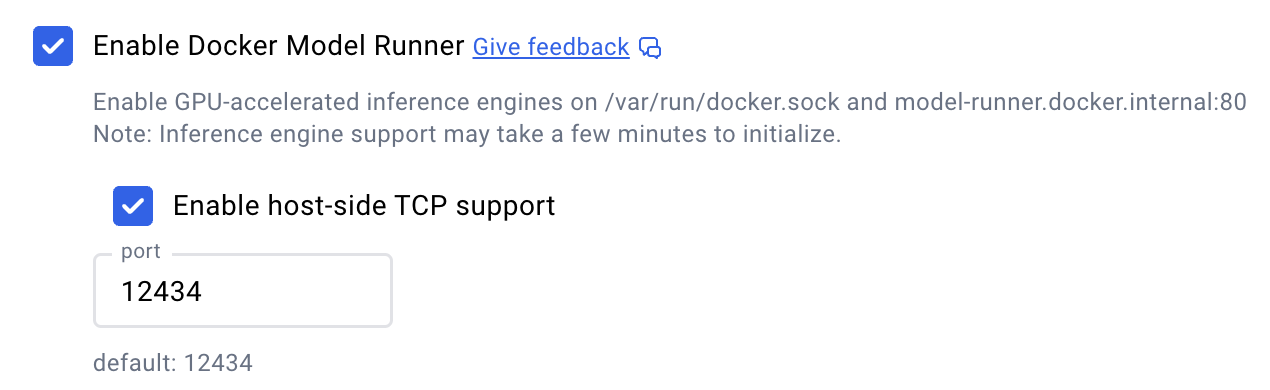 Enable Docker Model Runner Give feedback
Enable GPU-accelerated inference engines on /var/run/docker.sock and model-runner.docker.internal:80
Note: Inference engine support may take a few minutes to initialize.
Enable host-side TCP support
port
12434
default: 12434